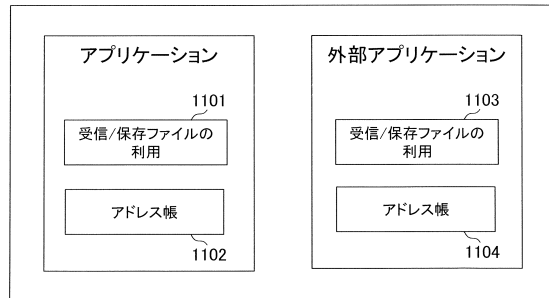 アプリケーション
1101
受信/保存ファイルの
利用
アドレス帳
1102
外部アプリケーション
1103
受信/保存ファイルの
利用
アドレス帳
1104